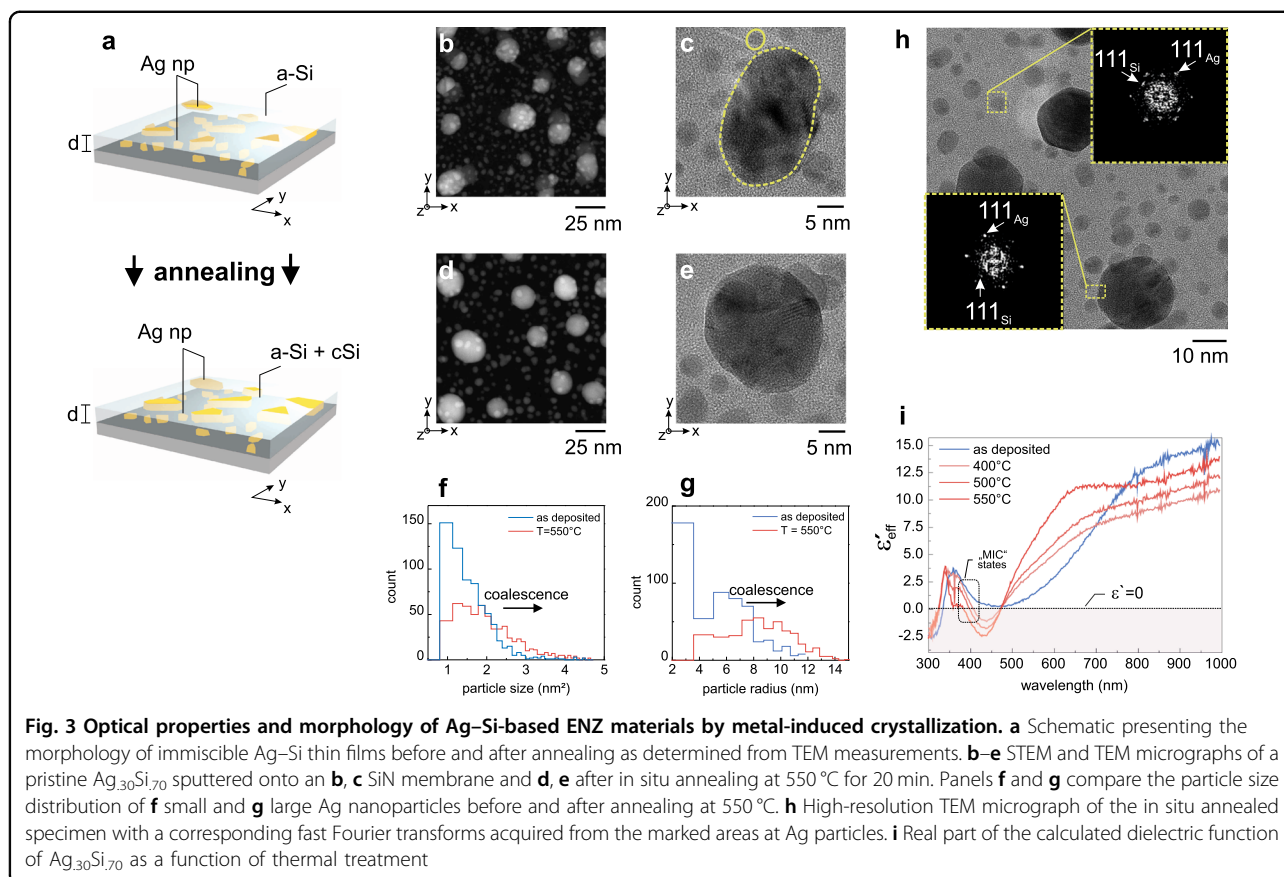 a
Ag np
a-Si
d
y
x
annealing
Ag np
a-Si + cSi
d
y
x
b
y
z
x
25 nm
c
y
z
x
5 nm
d
y
z
x
25 nm
e
y
z
x
5 nm
f
as deposited
T=550°C
coalescence
count
150
100
50
0
1
2
3
4
5
particle size (nm²)
g
as deposited
T = 550°C
coalescence
count
200
100
0
2
4
6
8
10
12
14
particle radius (nm)
h
111Si
111Ag
111Ag
111Si
10 nm
i
as deposited
400°C
500°C
550°C
„MIC“
states
ε`=0
ε′eff
15.0
12.5
10.0
7.5
5.0
2.5
0.0
-2.5
300
400
500
600
700
800
900
1000
wavelength (nm)
Fig. 3 Optical properties and morphology of Ag–Si-based ENZ materials by metal-induced crystallization. a Schematic presenting the
morphology of immiscible Ag–Si thin films before and after annealing as determined from TEM measurements. b–e STEM and TEM micrographs of a
pristine Ag.30Si.70 sputtered onto an b, c SiN membrane and d, e after in situ annealing at 550 °C for 20 min. Panels f and g compare the particle size
distribution of f small and g large Ag nanoparticles before and after annealing at 550 °C. h High-resolution TEM micrograph of the in situ annealed
specimen with a corresponding fast Fourier transforms acquired from the marked areas at Ag particles. i Real part of the calculated dielectric function
of Ag.30Si.70 as a function of thermal treatment